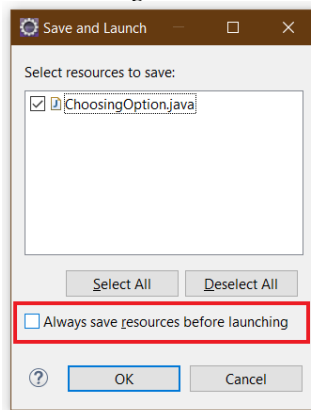 Save and Launch
Select resources to save:
ChoosingOption.java
Select All Deselect All
Always save resources before launching
OK Cancel